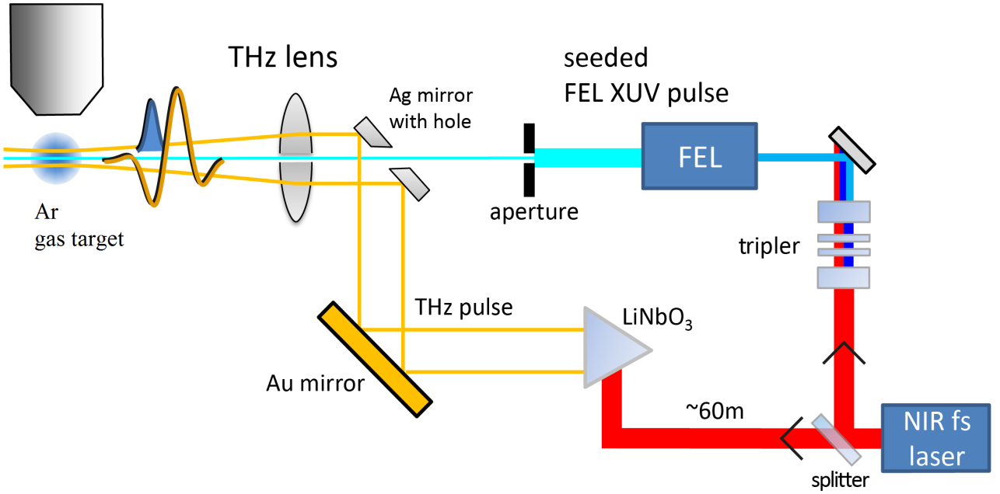 THz lens
seeded
FEL XUV pulse
Ag mirror
with hole
FEL
aperture
Ar
gas target
tripler
THz pulse
LiNbO₃
Au mirror
~60m
NIR fs
laser
splitter